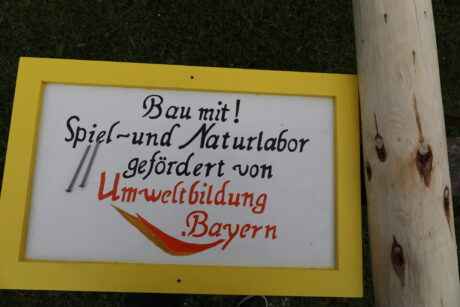 Bau mit!
Spiel-und Naturlabor
gefördert von
Umweltbildung
.Bayern